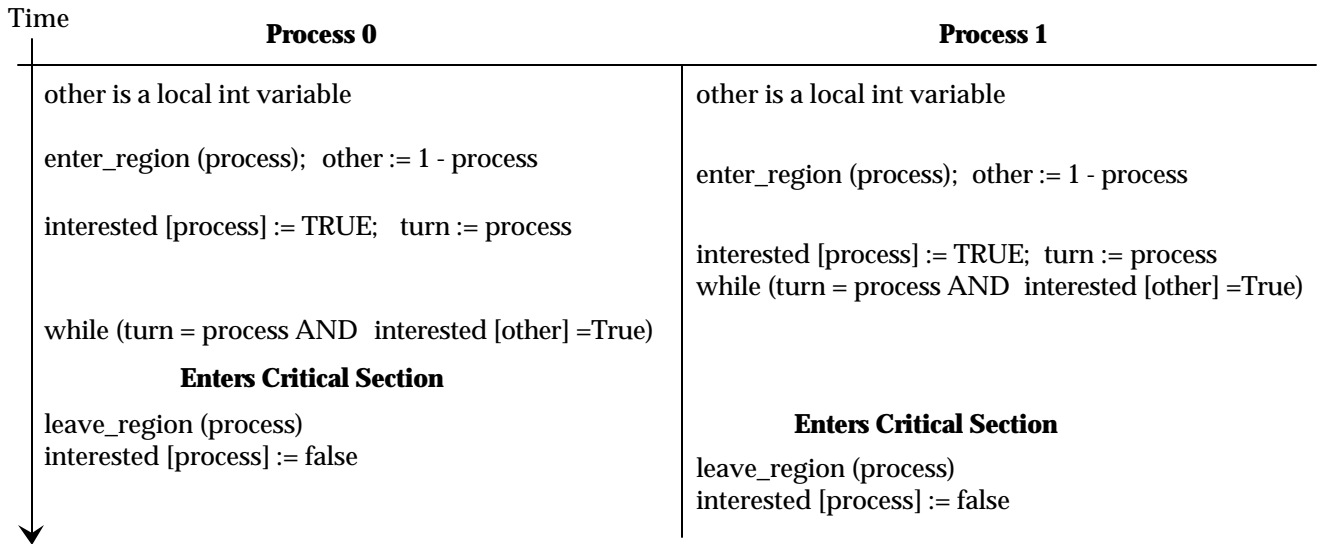 Time
Process 0
Process 1
other is a local int variable
other is a local int variable
enter_region (process);  other := 1 - process
enter_region (process);  other := 1 - process
interested [process] := TRUE;   turn := process
interested [process] := TRUE;  turn := process
while (turn = process AND  interested [other] =True)
while (turn = process AND  interested [other] =True)
Enters Critical Section
leave_region (process)
Enters Critical Section
interested [process] := false
leave_region (process)
interested [process] := false